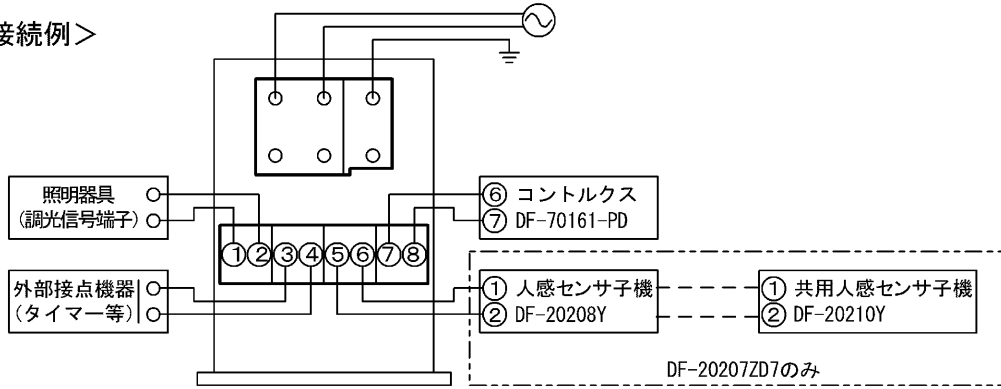 接続例>
照明器具
(調光信号端子)
⑥ コントルクス
⑦ DF-70161-PD
①②③④⑤⑥⑦⑧
外部接点機器
(タイマー等)
① 人感センサ子機
② DF-20208Y
① 共用人感センサ子機
② DF-20210Y
DF-20207ZD7のみ